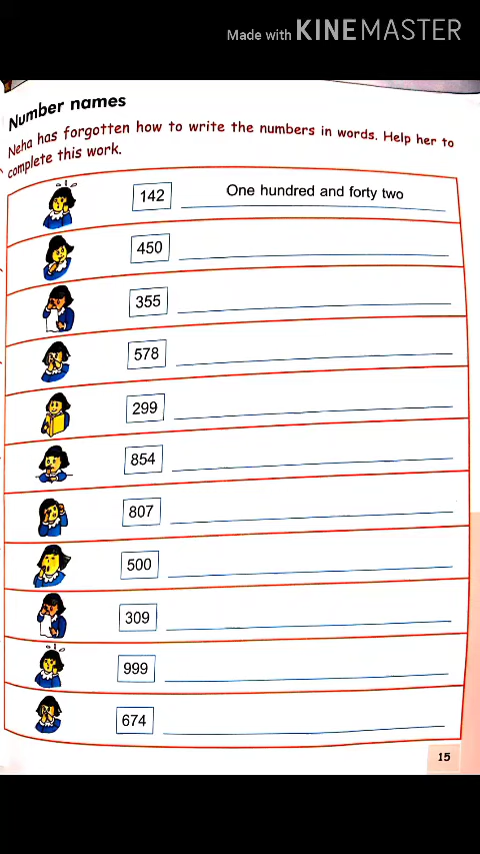 Made with KINEMASTER
Number names
Neha has forgotten how to write the numbers in words. Help her to
complete this work.
142 One hundred and forty two
450
355
578
299
854
807
500
309
999
674
15